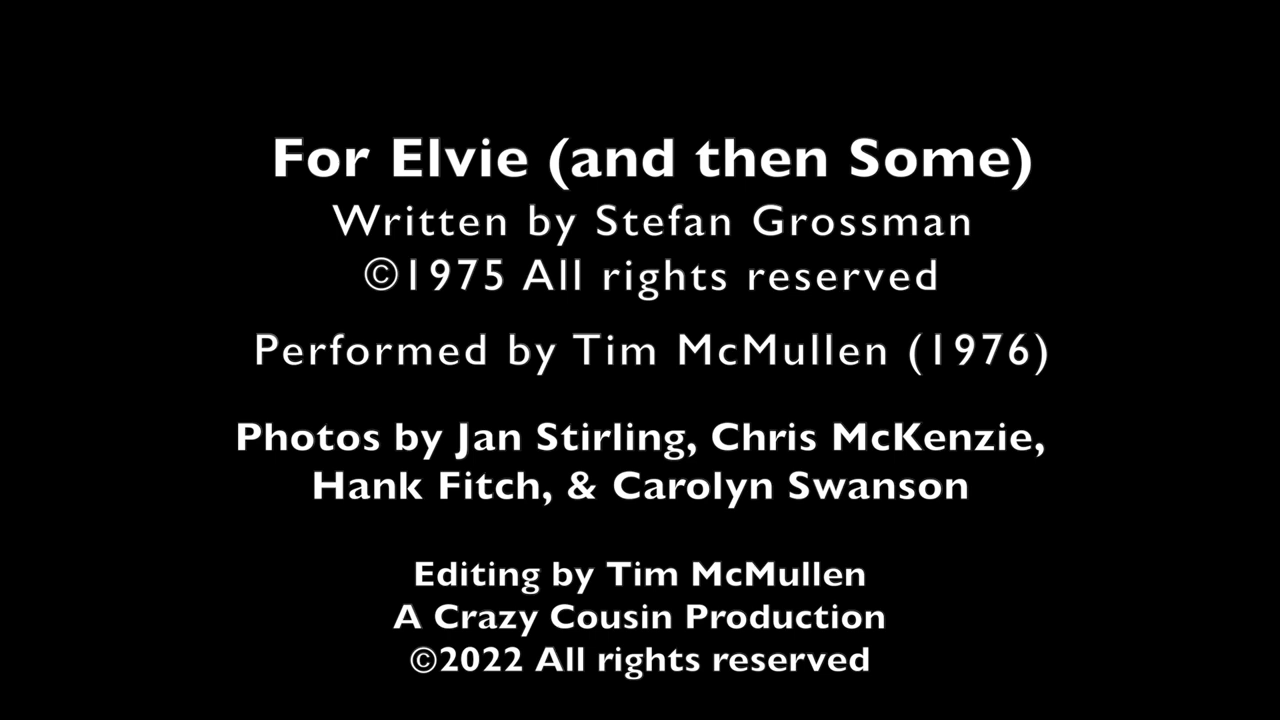 For Elvie (and then Some)
Written by Stefan Grossman
©1975 All rights reserved
Performed by Tim McMullen (1976)
Photos by Jan Stirling, Chris McKenzie,
Hank Fitch, & Carolyn Swanson
Editing by Tim McMullen
A Crazy Cousin Production
©2022 All rights reserved